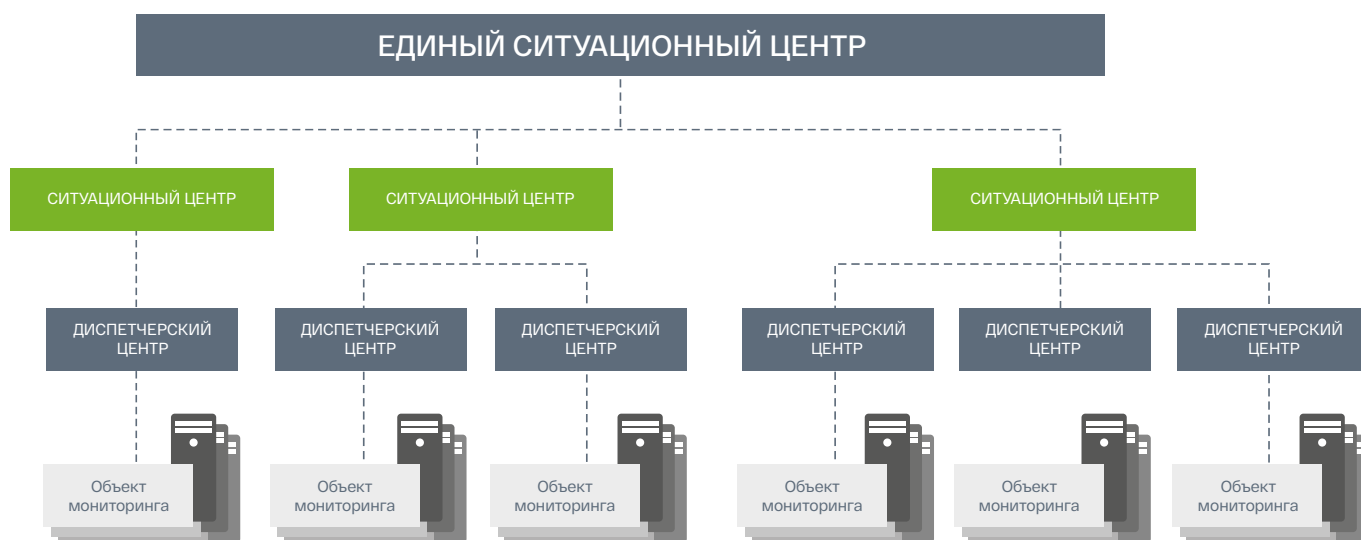 ЕДИНЫЙ СИТУАЦИОННЫЙ ЦЕНТР
СИТУАЦИОННЫЙ ЦЕНТР
СИТУАЦИОННЫЙ ЦЕНТР
СИТУАЦИОННЫЙ ЦЕНТР
ДИСПЕТЧЕРСКИЙ
ЦЕНТР
ДИСПЕТЧЕРСКИЙ
ЦЕНТР
ДИСПЕТЧЕРСКИЙ
ЦЕНТР
ДИСПЕТЧЕРСКИЙ
ЦЕНТР
ДИСПЕТЧЕРСКИЙ
ЦЕНТР
ДИСПЕТЧЕРСКИЙ
ЦЕНТР
Объект
мониторинга
Объект
мониторинга
Объект
мониторинга
Объект
мониторинга
Объект
мониторинга
Объект
мониторинга